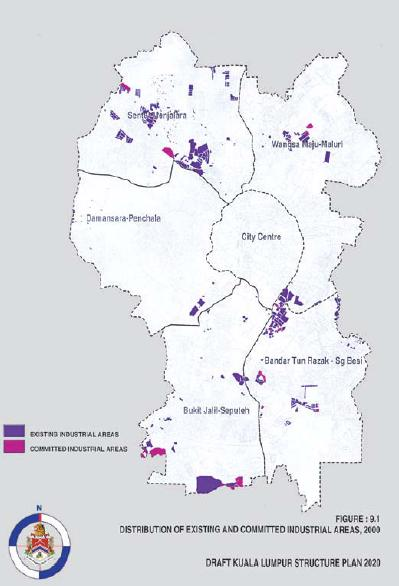 Sentul-Menjalara
Wangsa Maju-Maluri
Damansara-Penchala
City Centre
Bandar Tun Razak - Sg Besi
Bukit Jalil-Seputeh
EXISTING INDUSTRIAL AREAS
COMMITTED INDUSTRIAL AREAS
N
FIGURE : 9.1
DISTRIBUTION OF EXISTING AND COMMITTED INDUSTRIAL AREAS, 2000
DRAFT KUALA LUMPUR STRUCTURE PLAN 2020